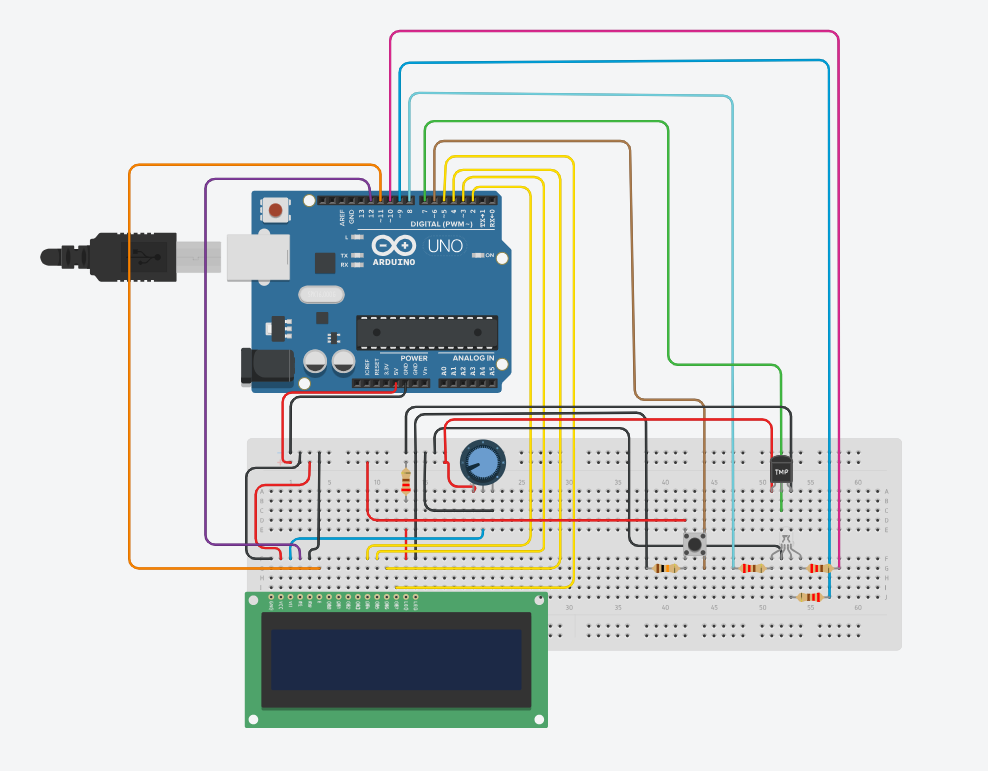 AREF
GND
13
12
~11
~10
~9
8
7
~6
~5
4
~3
2
TX→1
RX←0
DIGITAL (PWM~)
L
TX
RX
UNO
ARDUINO
ON
POWER
ANALOG IN
IOREF
RESET
3.3V
5V
GND
GND
Vin
A0
A1
A2
A3
A4
A5
TMP
1 5 10 30 35 40 45 50 55 60
A A
B B
C C
D D
E E
F F
G G
H H
I I
J
30 35 40 45 50 55 60